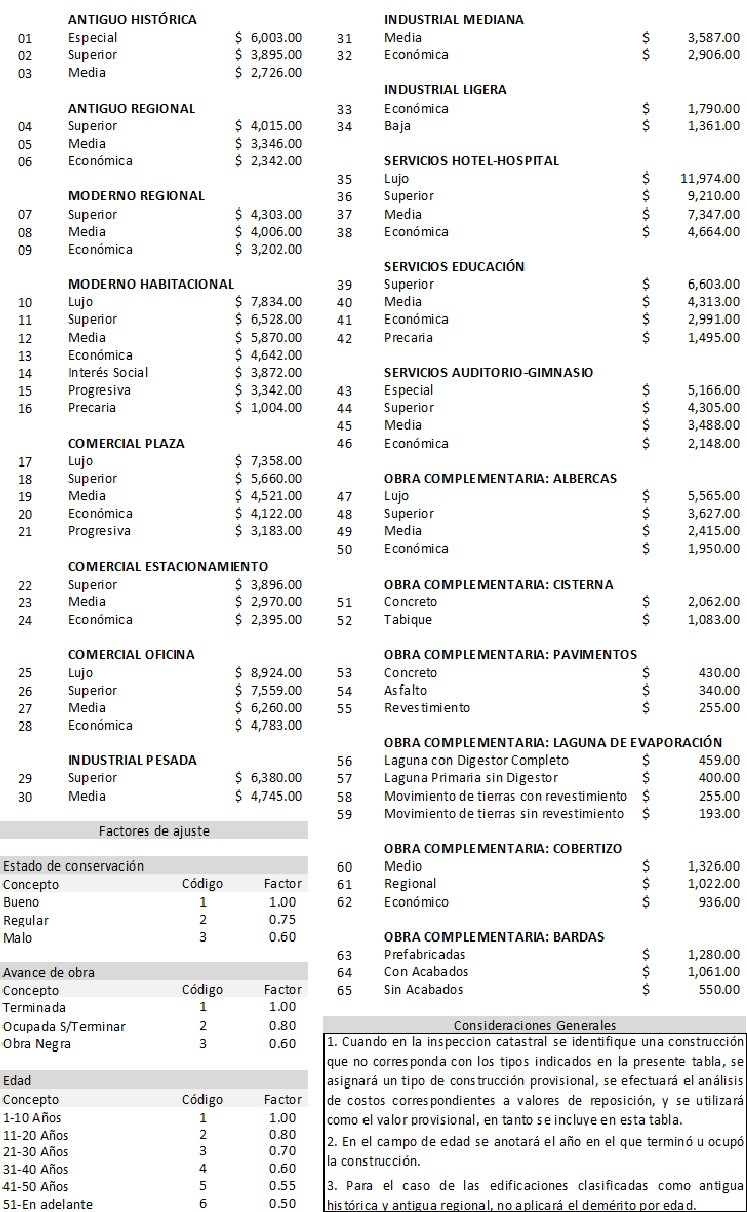 ANTIGUO HISTÓRICA
01 Especial $ 6,003.00
02 Superior $ 3,895.00
03 Media $ 2,726.00
ANTIGUO REGIONAL
04 Superior $ 4,015.00
05 Media $ 3,346.00
06 Económica $ 2,342.00
MODERNO REGIONAL
07 Superior $ 4,303.00
08 Media $ 4,006.00
09 Económica $ 3,202.00
MODERNO HABITACIONAL
10 Lujo $ 7,834.00
11 Superior $ 6,528.00
12 Media $ 5,870.00
13 Económica $ 4,642.00
14 Interés Social $ 3,872.00
15 Progresiva $ 3,342.00
16 Precaria $ 1,004.00
COMERCIAL PLAZA
17 Lujo $ 7,358.00
18 Superior $ 5,660.00
19 Media $ 4,521.00
20 Económica $ 4,122.00
21 Progresiva $ 3,183.00
COMERCIAL ESTACIONAMIENTO
22 Superior $ 3,896.00
23 Media $ 2,970.00
24 Económica $ 2,395.00
COMERCIAL OFICINA
25 Lujo $ 8,924.00
26 Superior $ 7,559.00
27 Media $ 6,260.00
28 Económica $ 4,783.00
INDUSTRIAL PESADA
29 Superior $ 6,380.00
30 Media $ 4,745.00
Factores de ajuste
Estado de conservación
Concepto Código Factor
Bueno 1 1.00
Regular 2 0.75
Malo 3 0.60
Avance de obra
Concepto Código Factor
Terminada 1 1.00
Ocupada S/Terminar 2 0.80
Obra Negra 3 0.60
Edad
Concepto Código Factor
1-10 Años 1 1.00
11-20 Años 2 0.80
21-30 Años 3 0.70
31-40 Años 4 0.60
41-50 Años 5 0.55
51-En adelante 6 0.50
INDUSTRIAL MEDIANA
31 Media $ 3,587.00
32 Económica $ 2,906.00
INDUSTRIAL LIGERA
33 Económica $ 1,790.00
34 Baja $ 1,361.00
SERVICIOS HOTEL-HOSPITAL
35 Lujo $ 11,974.00
36 Superior $ 9,210.00
37 Media $ 7,347.00
38 Económica $ 4,664.00
SERVICIOS EDUCACIÓN
39 Superior $ 6,603.00
40 Media $ 4,313.00
41 Económica $ 2,991.00
42 Precaria $ 1,495.00
SERVICIOS AUDITORIO-GIMNASIO
43 Especial $ 5,166.00
44 Superior $ 4,305.00
45 Media $ 3,488.00
46 Económica $ 2,148.00
OBRA COMPLEMENTARIA: ALBERCAS
47 Lujo $ 5,565.00
48 Superior $ 3,627.00
49 Media $ 2,415.00
50 Económica $ 1,950.00
OBRA COMPLEMENTARIA: CISTERNA
51 Concreto $ 2,062.00
52 Tabique $ 1,083.00
OBRA COMPLEMENTARIA: PAVIMENTOS
53 Concreto $ 430.00
54 Asfalto $ 340.00
55 Revestimiento $ 255.00
OBRA COMPLEMENTARIA: LAGUNA DE EVAPORACIÓN
56 Laguna con Digestor Completo $ 459.00
57 Laguna Primaria sin Digestor $ 400.00
58 Movimiento de tierras con revestimiento $ 255.00
59 Movimiento de tierras sin revestimiento $ 193.00
OBRA COMPLEMENTARIA: COBERTIZO
60 Medio $ 1,326.00
61 Regional $ 1,022.00
62 Económico $ 936.00
OBRA COMPLEMENTARIA: BARDAS
63 Prefabricadas $ 1,280.00
64 Con Acabados $ 1,061.00
65 Sin Acabados $ 550.00
Consideraciones Generales
1. Cuando en la inspeccion catastral se identifique una construcción
que no corresponda con los tipos indicados en la presente tabla, se
asignará un tipo de construcción provisional, se efectuará el análisis
de costos correspondientes a valores de reposición, y se utilizará
como el valor provisional, en tanto se incluye en esta tabla.
2. En el campo de edad se anotará el año en el que terminó u ocupó
la construcción.
3. Para el caso de las edificaciones clasificadas como antigua
histórica y antigua regional, no aplicará el demérito por edad.